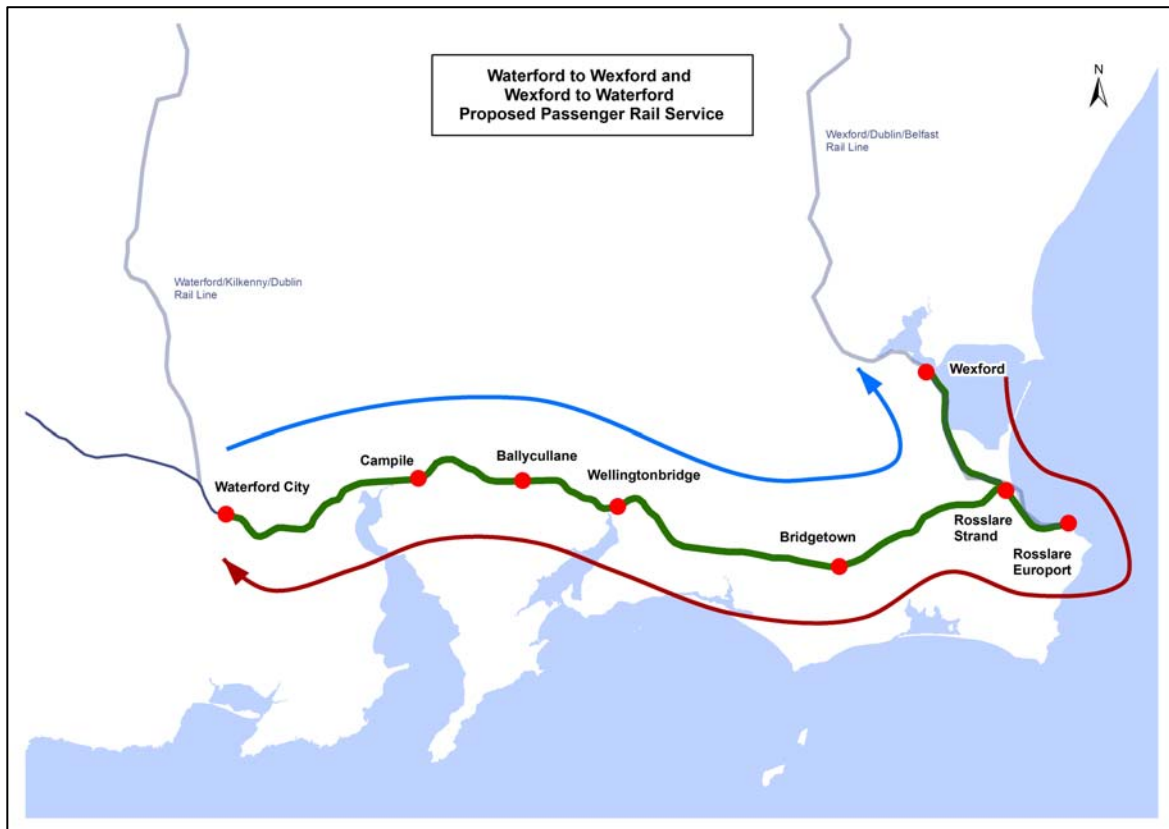 Waterford to Wexford and
Wexford to Waterford
Proposed Passenger Rail Service
N
Wexford/Dublin/Belfast
Rail Line
Waterford/Kilkenny/Dublin
Rail Line
Wexford
Campile
Ballycullane
Wellingtonbridge
Waterford City
Bridgetown
Rosslare
Strand
Rosslare
Europort